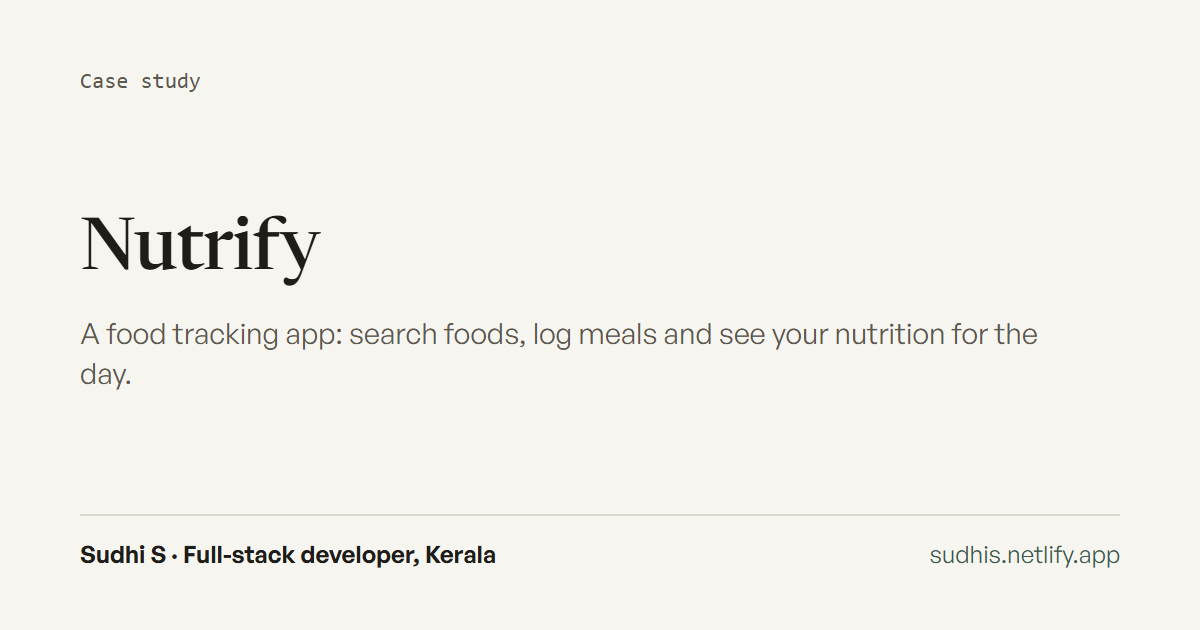 Case study
Nutrify
A food tracking app: search foods, log meals and see your nutrition for the
day.
Sudhi S · Full-stack developer, Kerala
sudhis.netlify.app